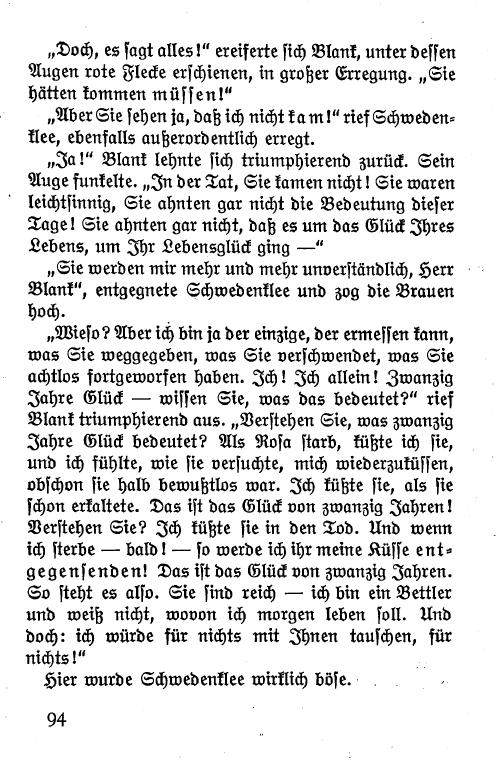 „Doch, es sagt alles!“ ereiferte sich Blank, unter dessen
Augen rote Flecke erschienen, in großer Erregung. „Sie
hätten kommen müssen!“
„Aber Sie sehen ja, daß ich nicht kam!“ rief Schweden-
klee, ebenfalls außerordentlich erregt.
„Ja!“ Blank lehnte sich triumphierend zurück. Sein
Auge funkelte. „In der Tat, Sie kamen nicht! Sie waren
leichtsinnig, Sie ahnten gar nicht die Bedeutung dieser
Tage! Sie ahnten gar nicht, daß es um das Glück Ihres
Lebens, um Ihr Lebensglück ging —“
„Sie werden mir mehr und mehr unverständlich, Herr
Blank“, entgegnete Schwedenklee und zog die Brauen
hoch.
„Wieso? Aber ich bin ja der einzige, der ermessen kann,
was Sie weggegeben, was Sie verschwendet, was Sie
achtlos fortgeworfen haben. Ich! Ich allein! Zwanzig
Jahre Glück — wissen Sie, was das bedeutet?“ rief
Blank triumphierend aus. „Verstehen Sie, was zwanzig
Jahre Glück bedeutet? Als Rosa starb, küßte ich sie,
und ich fühlte, wie sie versuchte, mich wiederzuküssen,
obschon sie halb bewußtlos war. Ich küßte sie, als sie
schon erkaltete. Das ist das Glück von zwanzig Jahren!
Verstehen Sie? Ich küßte sie in den Tod. Und wenn
ich sterbe — bald! — so werde ich ihr meine Küsse ent-
gegensenden! Das ist das Glück von zwanzig Jahren.
So steht es also. Sie sind reich — ich bin ein Bettler
und weiß nicht, wovon ich morgen leben soll. Und
doch: ich würde für nichts mit Ihnen tauschen, für
nichts!“
Hier wurde Schwedenklee wirklich böse.
94